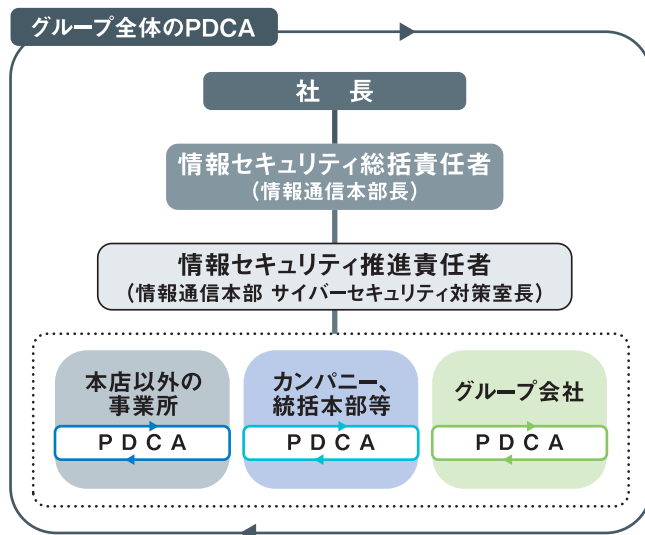 グループ全体のPDCA
社　長
情報セキュリティ総括責任者
（情報通信本部長）
情報セキュリティ推進責任者
（情報通信本部 サイバーセキュリティ対策室長）
本店以外の
事業所
PDCA
カンパニー、
統括本部等
PDCA
グループ会社
PDCA